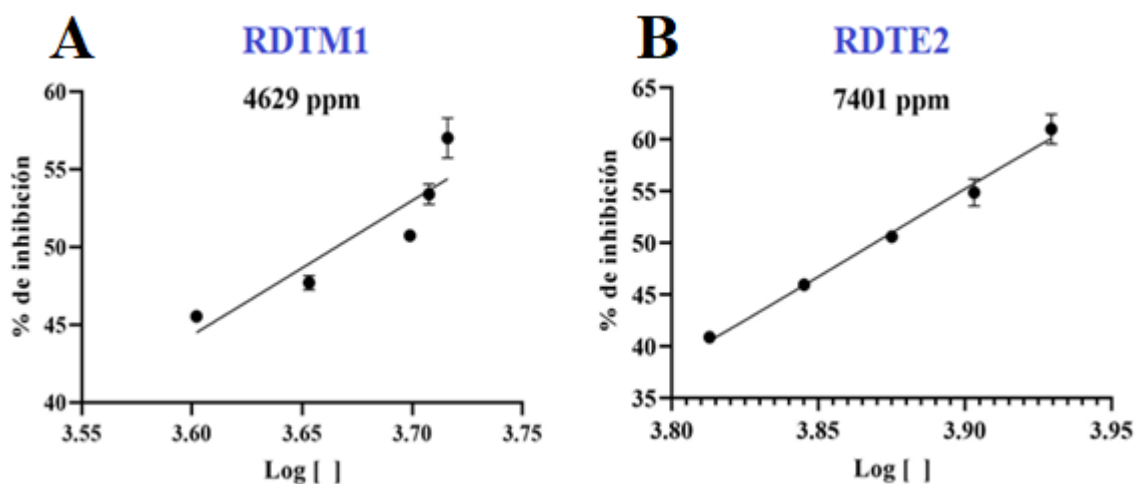 A
RDTM1
4629 ppm
% de inhibición
60
55
50
45
40
3.55
3.60
3.65
3.70
3.75
Log [ ]
B
RDTE2
7401 ppm
% de inhibición
65
60
55
50
45
40
35
3.80
3.85
3.90
3.95
Log [ ]